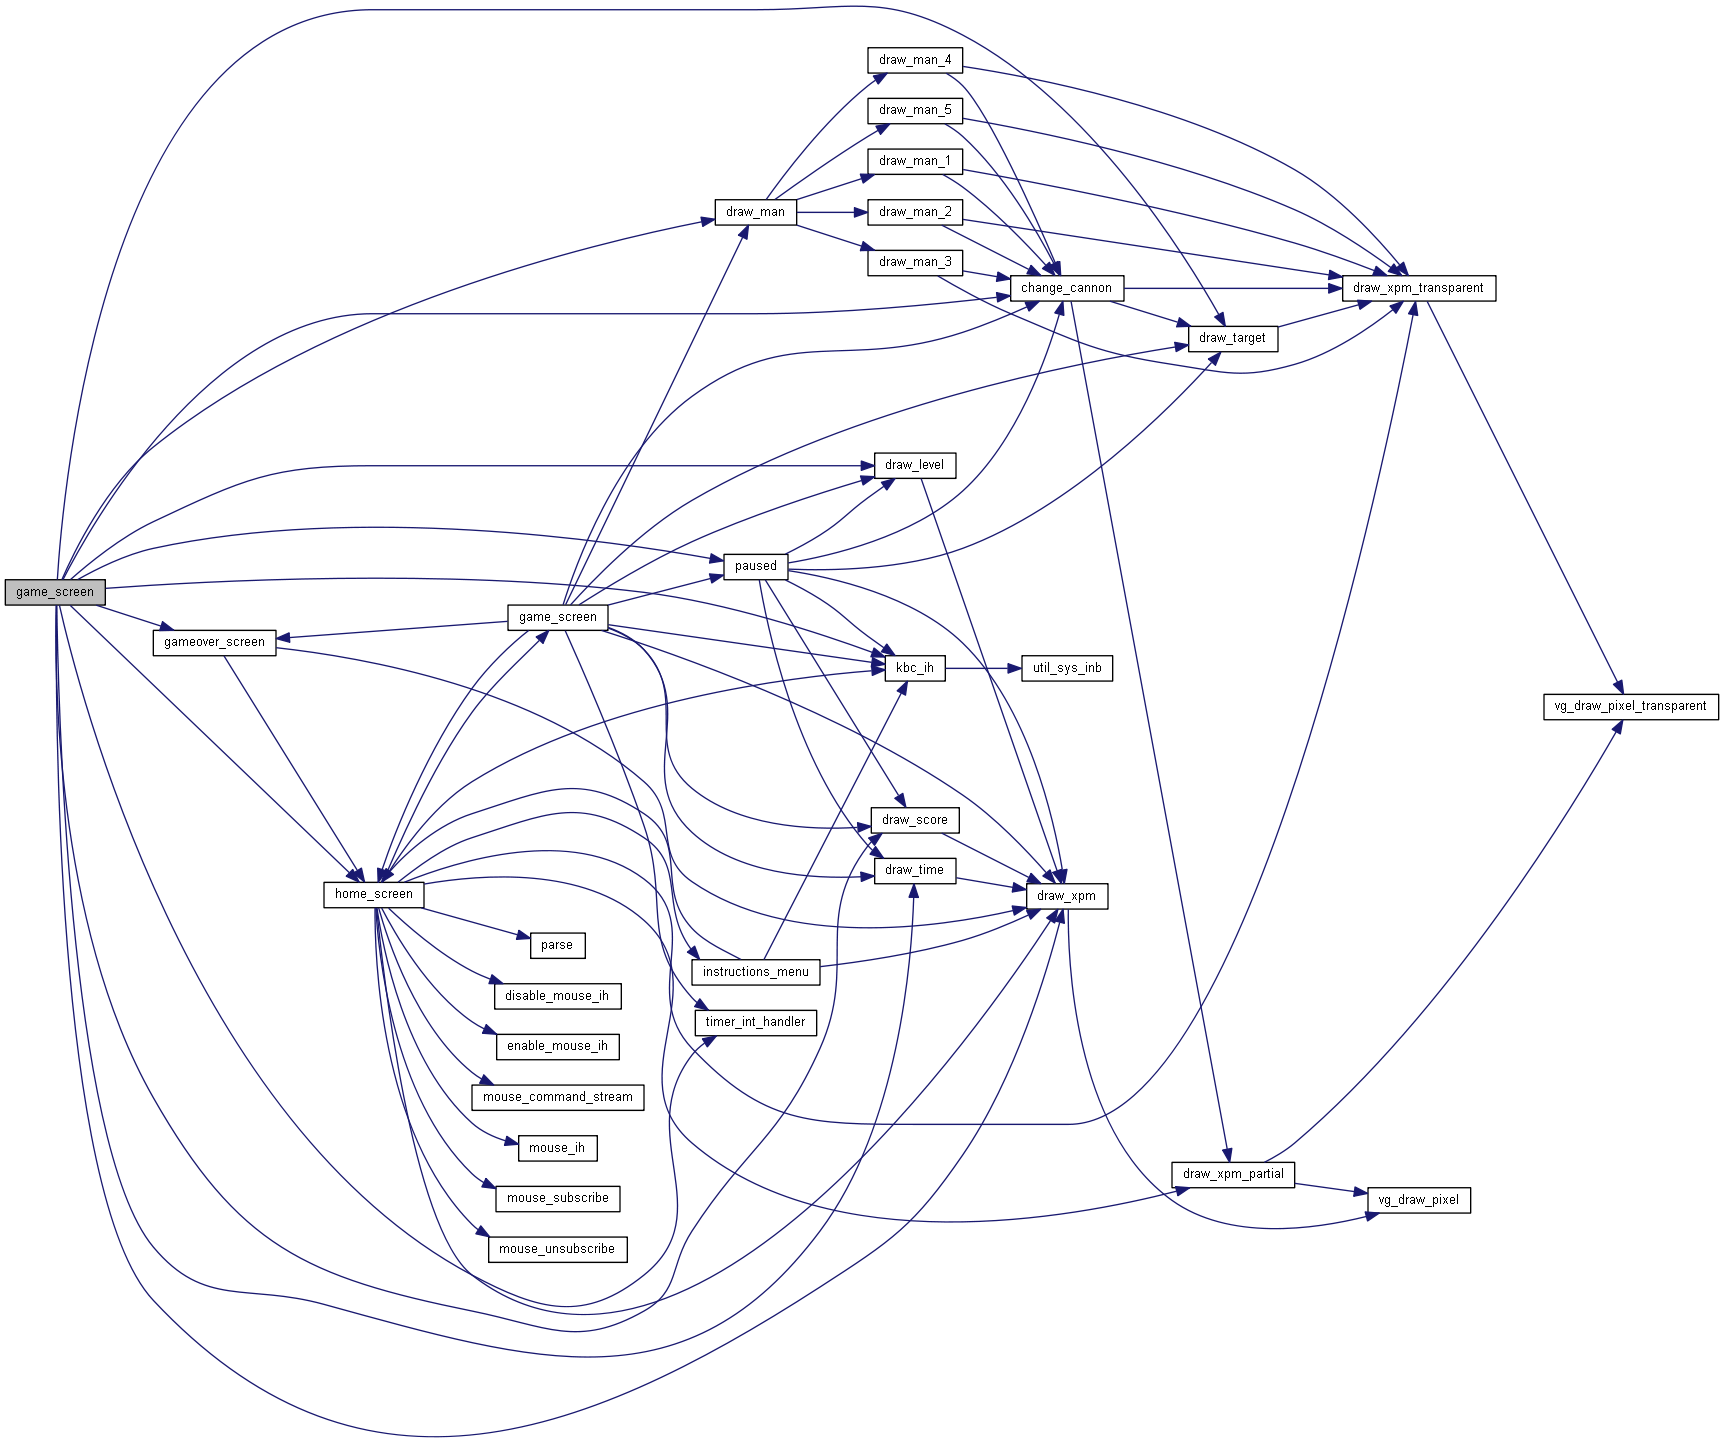 draw_man_4
draw_man_5
draw_man_1
draw_man
draw_man_2
draw_man_3
change_cannon
draw_xpm_transparent
draw_target
draw_level
paused
game_screen
game_screen
gameover_screen
kbc_ih
util_sys_inb
vg_draw_pixel_transparent
draw_score
draw_time
home_screen
draw_xpm
parse
instructions_menu
disable_mouse_ih
timer_int_handler
enable_mouse_ih
mouse_command_stream
mouse_ih
draw_xpm_partial
mouse_subscribe
vg_draw_pixel
mouse_unsubscribe